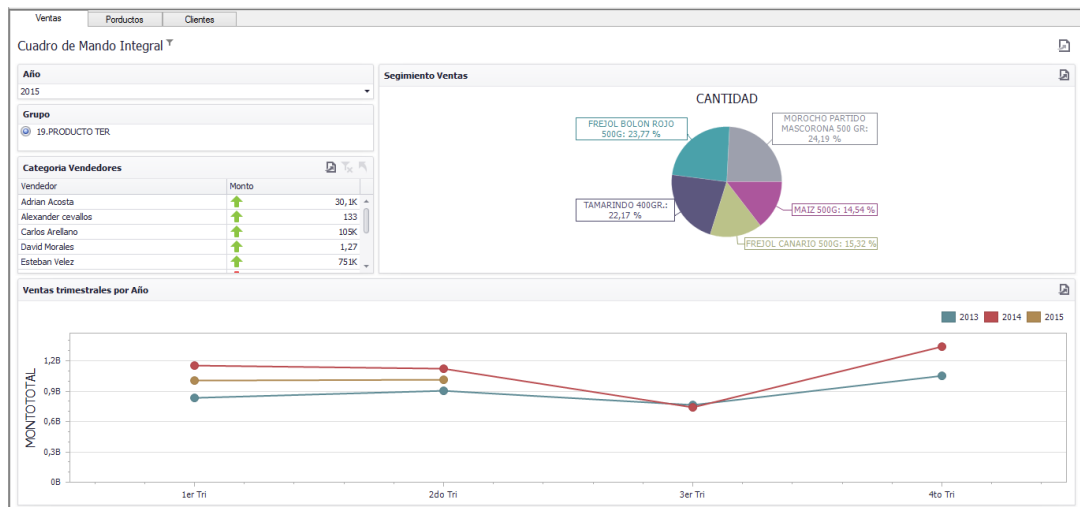 Ventas Porductos Clientes
Cuadro de Mando Integral
Año
2015
Grupo
19.PRODUCTO TER
Categoria Vendedores
Vendedor Monto
Adrian Acosta 30,1K
Alexander cevallos 133
Carlos Arellano 105K
David Morales 1,27
Esteban Velez 751K
Segimiento Ventas
CANTIDAD
FREJOL BOLON ROJO
500G: 23,77 %
MOROCHO PARTIDO
MASCORONA 500 GR:
24,19 %
TAMARINDO 400GR.:
22,17 %
MAIZ 500G: 14,54 %
FREJOL CANARIO 500G: 15,32 %
Ventas trimestrales por Año
2013 2014 2015
MONTOTOTAL
1,2B
0,9B
0,6B
0,3B
0B
1er Tri 2do Tri 3er Tri 4to Tri